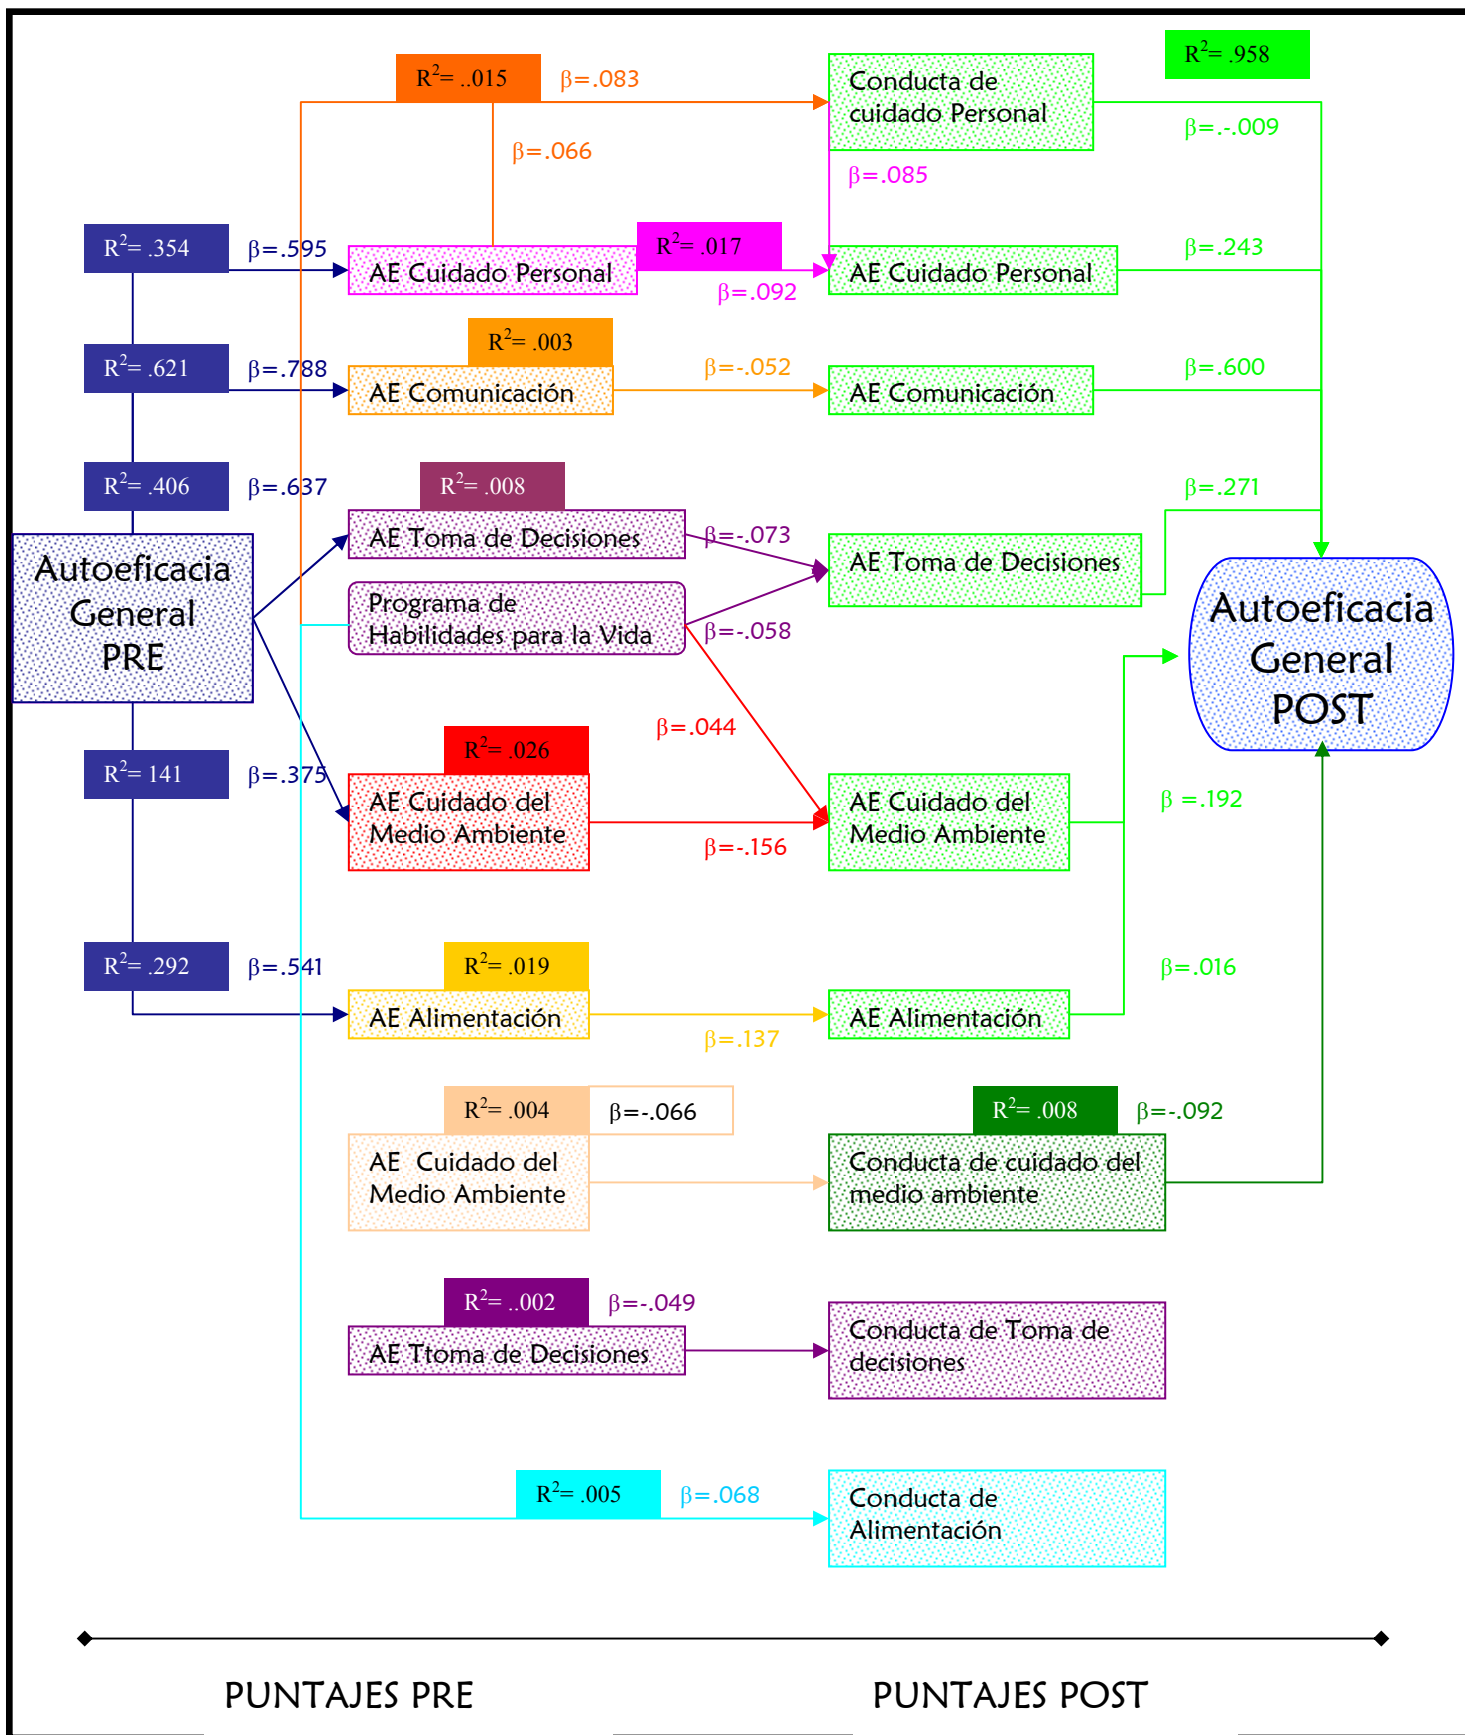 R²= ..015
β=.083
R²= .958
Conducta de
cuidado Personal
β=.-.009
β=.066
β=.085
R²= .354
β=.595
AE Cuidado Personal
R²= .017
β=.092
AE Cuidado Personal
β=.243
R²= .621
β=.788
R²= .003
AE Comunicación
β=-.052
AE Comunicación
β=.600
R²= .406
β=.637
R²= .008
AE Toma de Decisiones
β=-.073
AE Toma de Decisiones
β=.271
Autoeficacia
General
PRE
Programa de
Habilidades para la Vida
β=-.058
Autoeficacia
General
POST
R²= 141
β=.375
R²= .026
β=.044
AE Cuidado del
Medio Ambiente
β=-.156
AE Cuidado del
Medio Ambiente
β =.192
R²= .292
β=.541
R²= .019
AE Alimentación
β=.137
AE Alimentación
β=.016
R²= .004
β=-.066
AE  Cuidado del
Medio Ambiente
R²= .008
β=-.092
Conducta de cuidado del
medio ambiente
R²= ..002
β=-.049
AE Ttoma de Decisiones
Conducta de Toma de
decisiones
R²= .005
β=.068
Conducta de
Alimentación
PUNTAJES PRE
PUNTAJES POST